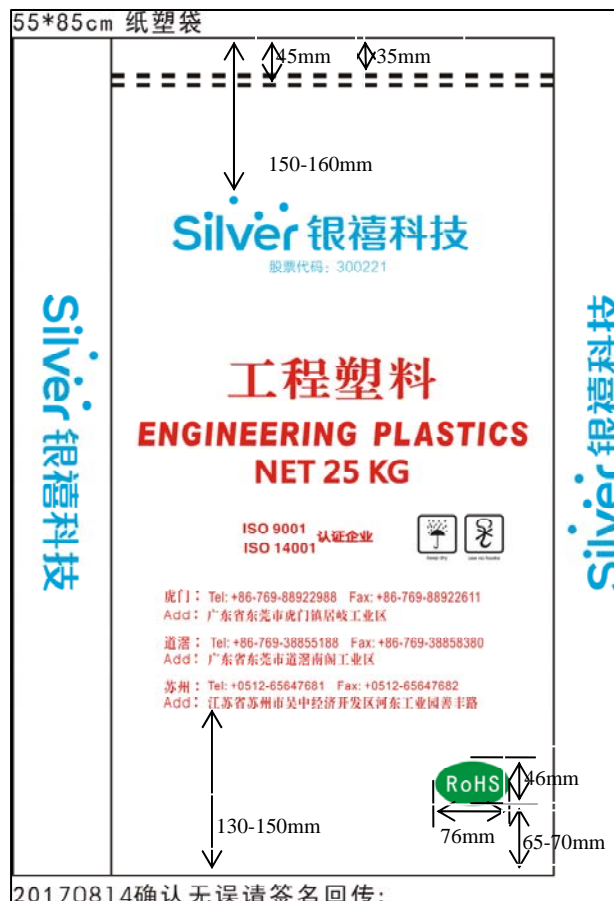 55*85cm 纸塑袋
45mm
35mm
150-160mm
Silver 银禧科技
股票代码：300221
Silver 银禧科技
Silver 银禧科技
工程塑料
ENGINEERING PLASTICS
NET 25 KG
ISO 9001
ISO 14001
认证企业
keep dry
use no hooks
虎门： Tel: +86-769-88922988 Fax: +86-769-88922611
Add： 广东省东莞市虎门镇居岐工业区
道滘： Tel: +86-769-38855188 Fax: +86-769-38858380
Add： 广东省东莞市道滘南阁工业区
苏州： Tel: +0512-65647681 Fax: +0512-65647682
Add： 江苏省苏州市吴中经济开发区河东工业园善丰路
RoHS
46mm
76mm
130-150mm
65-70mm
20170814确认无误请签名回传: